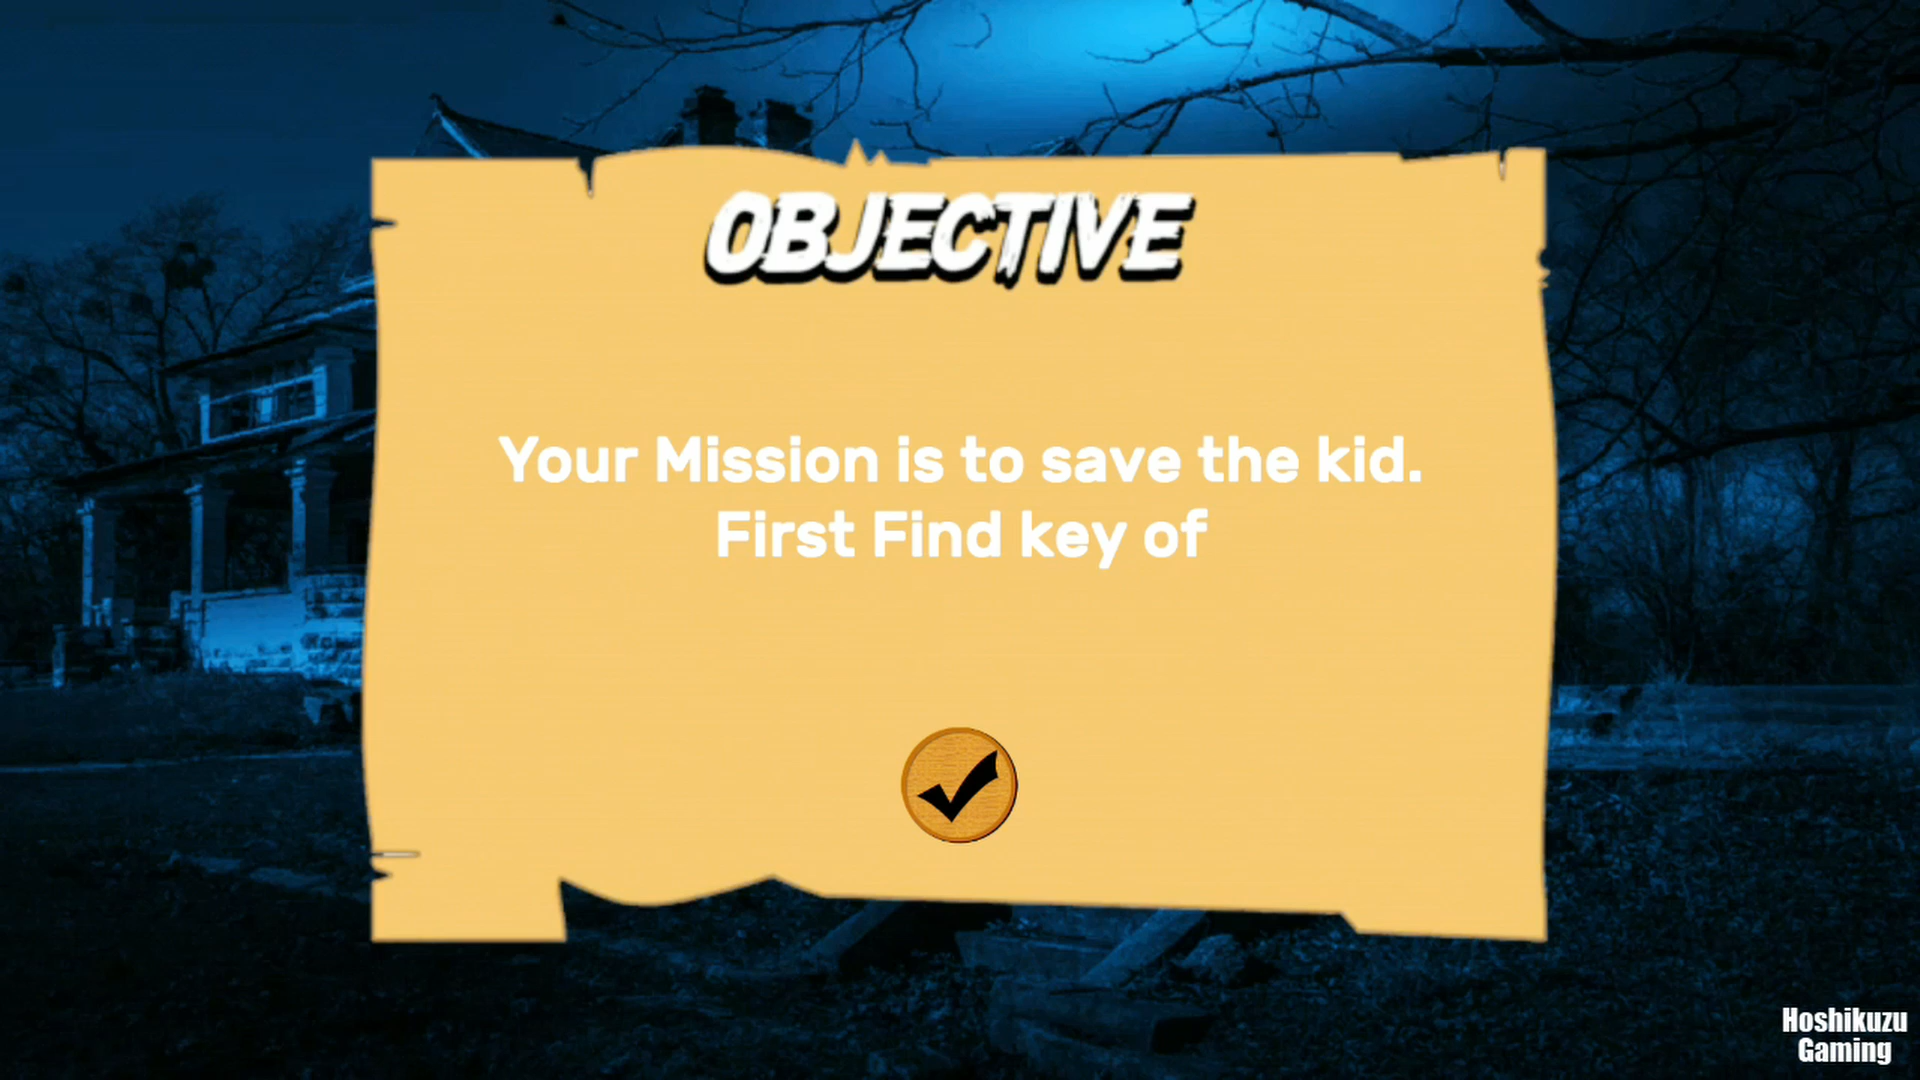 OBJECTIVE
Your Mission is to save the kid.
First Find key of
Hoshikuzu
Gaming